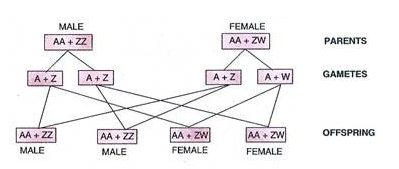 MALE FEMALE
AA + ZZ AA + ZW PARENTS
A + Z A + Z A + Z A + W GAMETES
AA + ZZ AA + ZZ AA + ZW AA + ZW OFFSPRING
MALE MALE FEMALE FEMALE